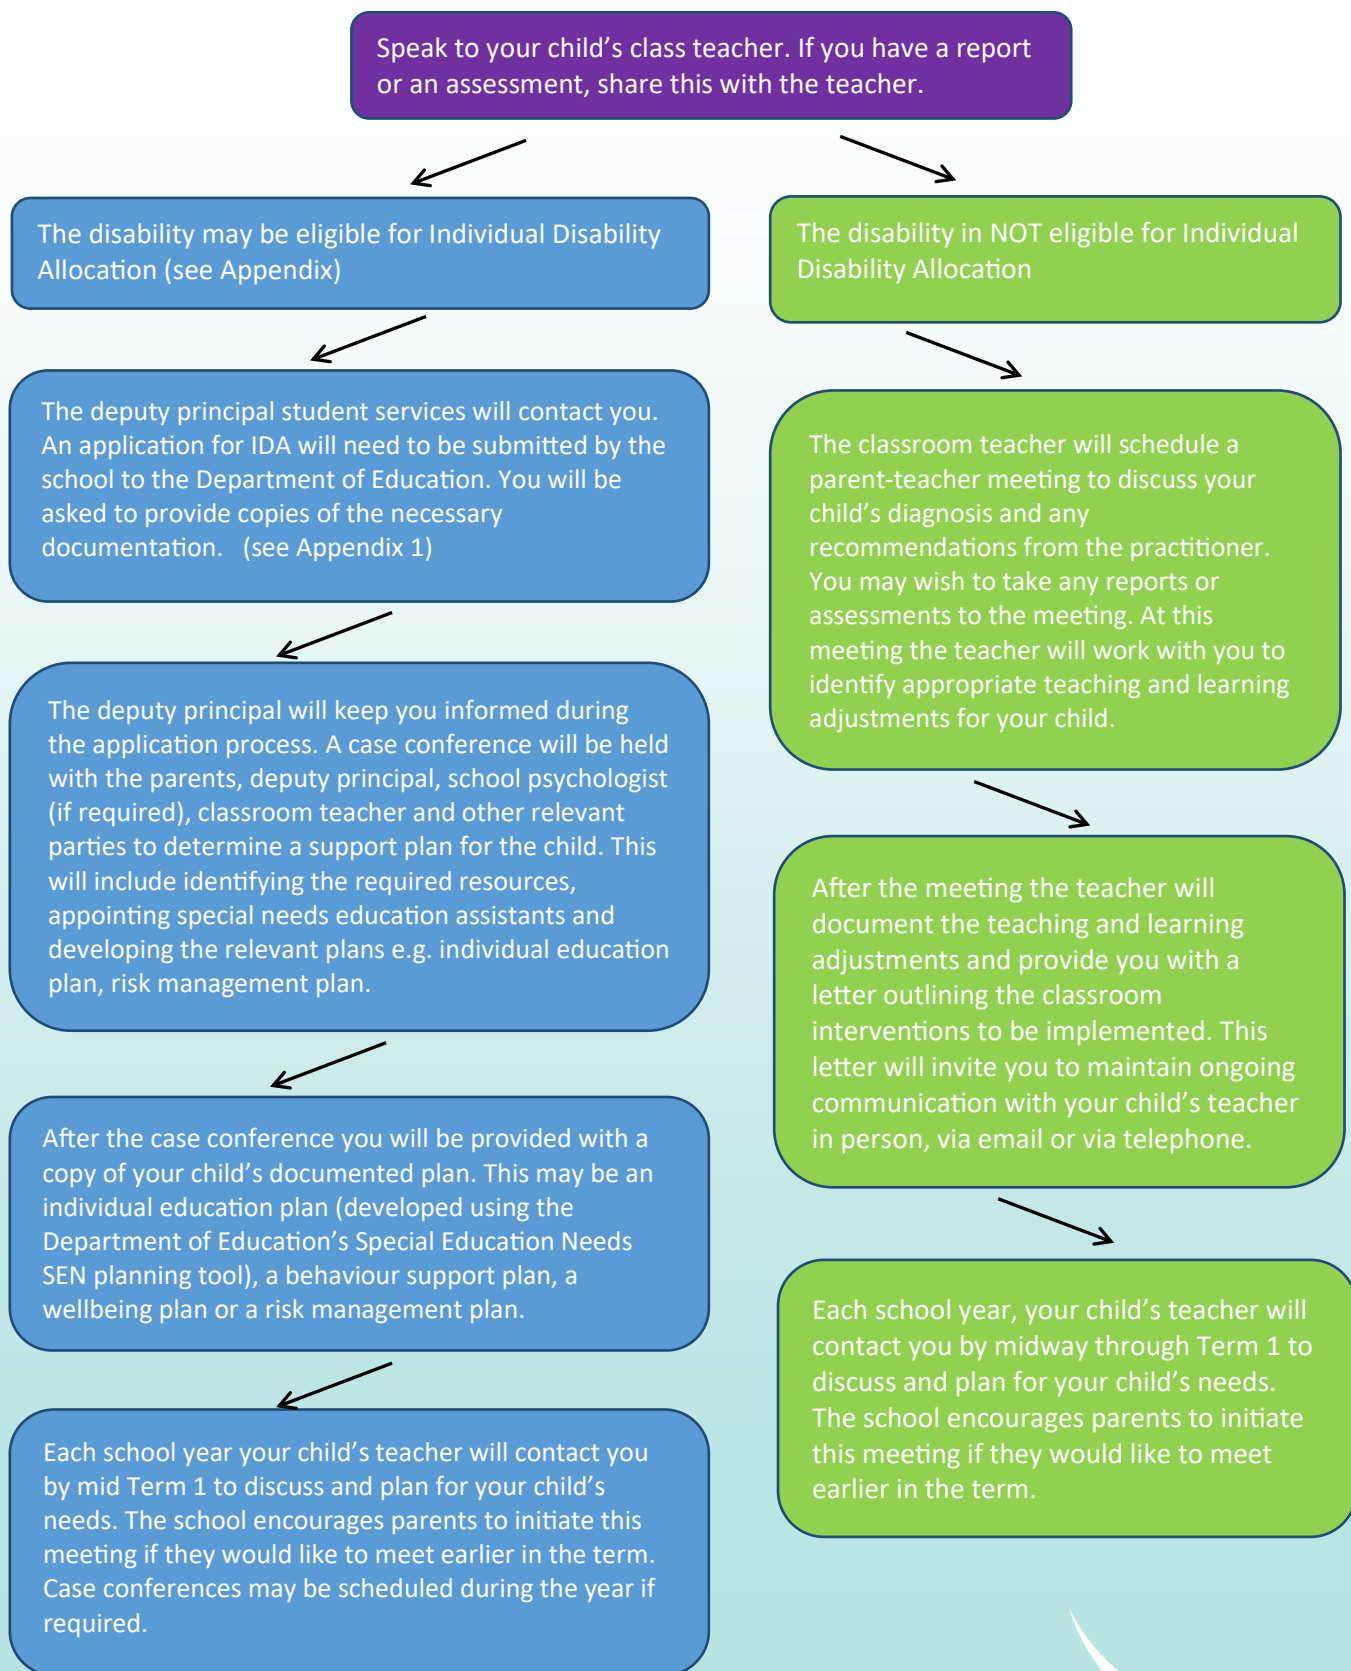 Speak to your child’s class teacher. If you have a report
or an assessment, share this with the teacher.
The disability may be eligible for Individual Disability
Allocation (see Appendix)
The deputy principal student services will contact you.
An application for IDA will need to be submitted by the
school to the Department of Education. You will be
asked to provide copies of the necessary
documentation.   (see Appendix 1)
The deputy principal will keep you informed during
the application process. A case conference will be held
with the parents, deputy principal, school psychologist
(if required), classroom teacher and other relevant
parties to determine a support plan for the child. This
will include identifying the required resources,
appointing special needs education assistants and
developing the relevant plans e.g. individual education
plan, risk management plan.
After the case conference you will be provided with a
copy of your child’s documented plan. This may be an
individual education plan (developed using the
Department of Education’s Special Education Needs
SEN planning tool), a behaviour support plan, a
wellbeing plan or a risk management plan.
Each school year your child’s teacher will contact you
by mid Term 1 to discuss and plan for your child’s
needs. The school encourages parents to initiate this
meeting if they would like to meet earlier in the term.
Case conferences may be scheduled during the year if
required.
The disability in NOT eligible for Individual
Disability Allocation
The classroom teacher will schedule a
parent-teacher meeting to discuss your
child’s diagnosis and any
recommendations from the practitioner.
You may wish to take any reports or
assessments to the meeting. At this
meeting the teacher will work with you to
identify appropriate teaching and learning
adjustments for your child.
After the meeting the teacher will
document the teaching and learning
adjustments and provide you with a
letter outlining the classroom
interventions to be implemented. This
letter will invite you to maintain ongoing
communication with your child’s teacher
in person, via email or via telephone.
Each school year, your child’s teacher will
contact you by midway through Term 1 to
discuss and plan for your child’s needs.
The school encourages parents to initiate
this meeting if they would like to meet
earlier in the term.